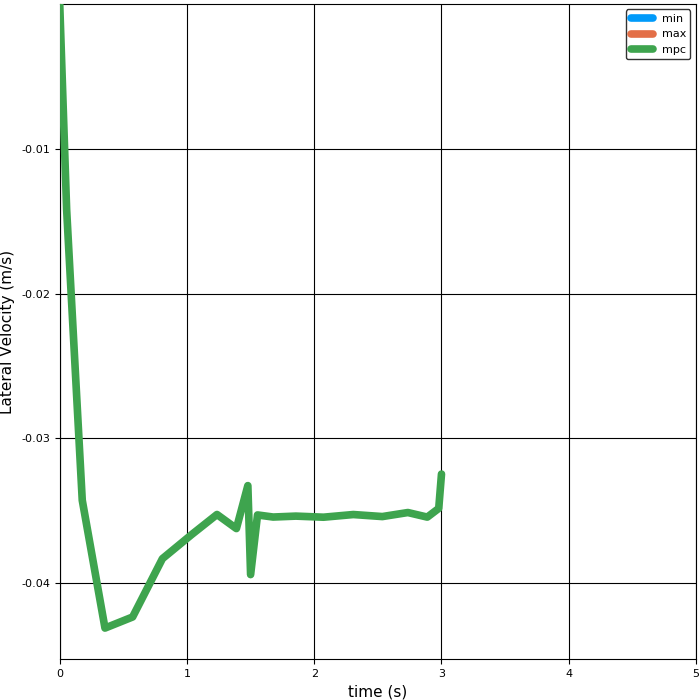 min
max
mpc
-0.01
-0.02
-0.03
-0.04
Lateral Velocity (m/s)
0 1 2 3 4 5
time (s)